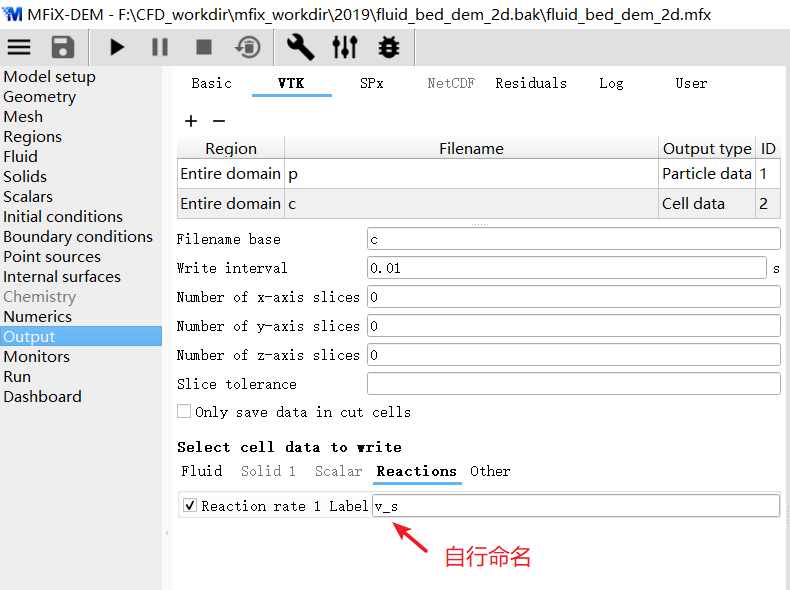 MFiX-DEM - F:\CFD_workdir\mfix_workdir\2019\fluid_bed_dem_2d.bak\fluid_bed_dem_2d.mfx
Model setup
Geometry
Mesh
Regions
Fluid
Solids
Scalars
Initial conditions
Boundary conditions
Point sources
Internal surfaces
Chemistry
Numerics
Output
Monitors
Run
Dashboard
Basic VTK SPx NetCDF Residuals Log User
+ −
Region Filename Output type ID
Entire domain p Particle data 1
Entire domain c Cell data 2
Filename base c
Write interval 0.01 s
Number of x-axis slices 0
Number of y-axis slices 0
Number of z-axis slices 0
Slice tolerance
Only save data in cut cells
Select cell data to write
Fluid Solid 1 Scalar Reactions Other
Reaction rate 1 Label v_s
自行命名